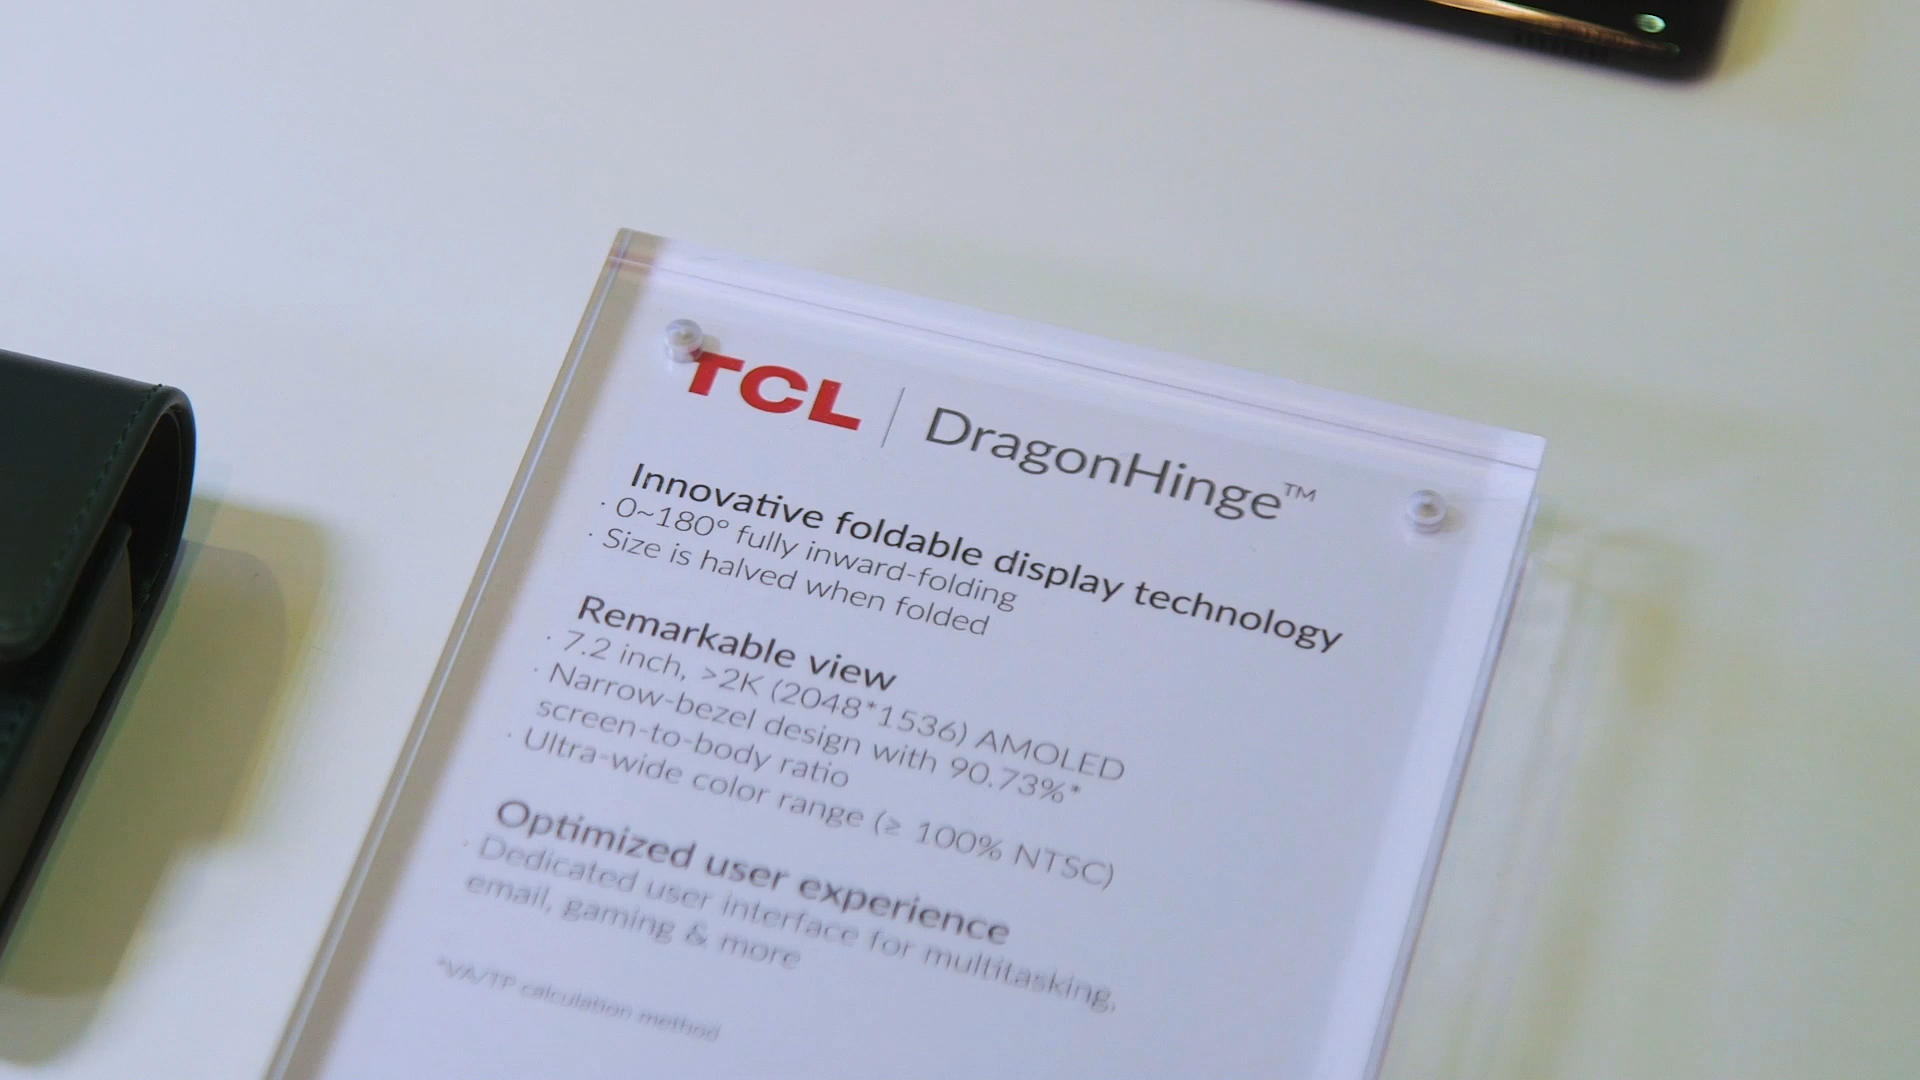 TCL | DragonHinge™
Innovative foldable display technology
· 0~180° fully inward-folding
· Size is halved when folded
Remarkable view
· 7.2 inch, >2K (2048*1536) AMOLED
· Narrow-bezel design with 90.73%*
screen-to-body ratio
· Ultra-wide color range (≥ 100% NTSC)
Optimized user experience
· Dedicated user interface for multitasking,
email, gaming & more
*VA/TP calculation method